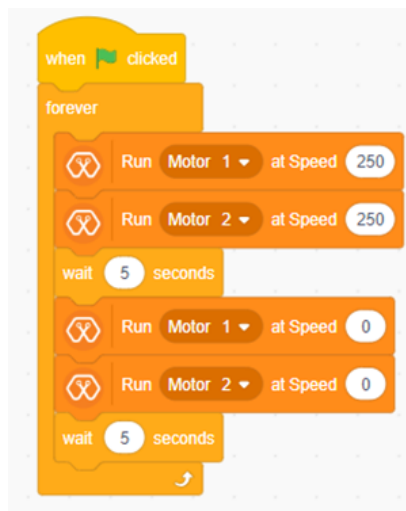 when clicked
forever
Run Motor 1 at Speed 250
Run Motor 2 at Speed 250
wait 5 seconds
Run Motor 1 at Speed 0
Run Motor 2 at Speed 0
wait 5 seconds